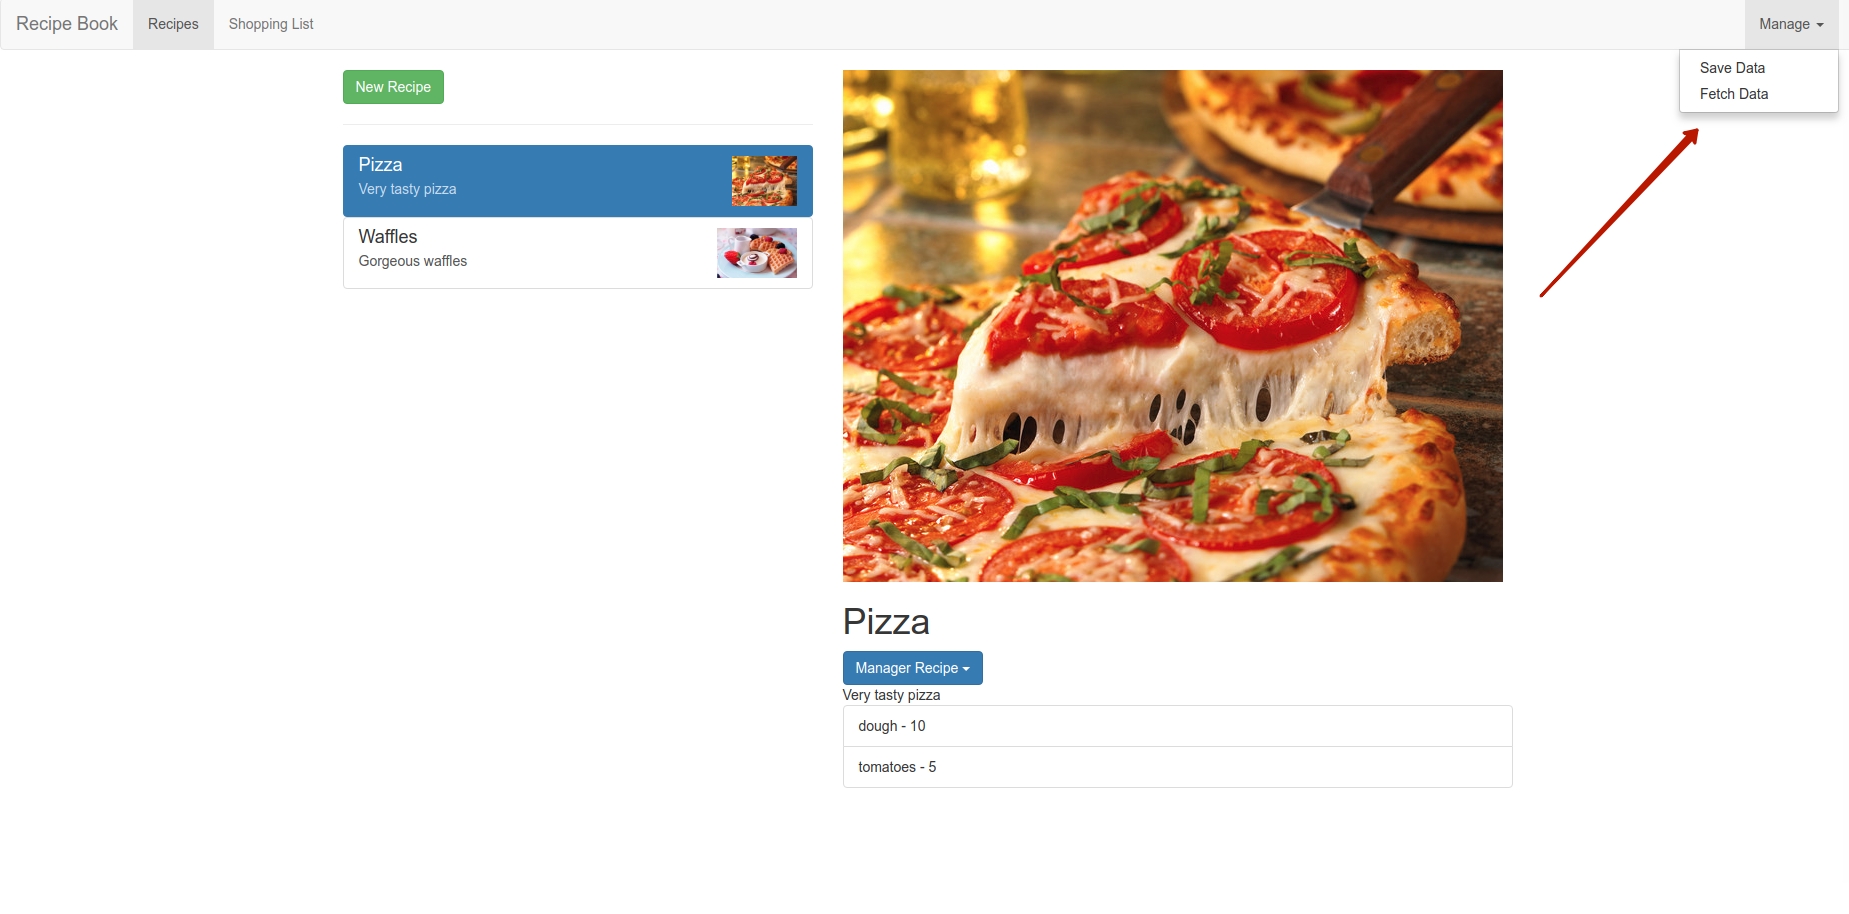 Recipe Book Recipes Shopping List Manage
Save Data
Fetch Data
New Recipe
Pizza
Very tasty pizza
Waffles
Gorgeous waffles
Pizza
Manager Recipe
Very tasty pizza
dough - 10
tomatoes - 5